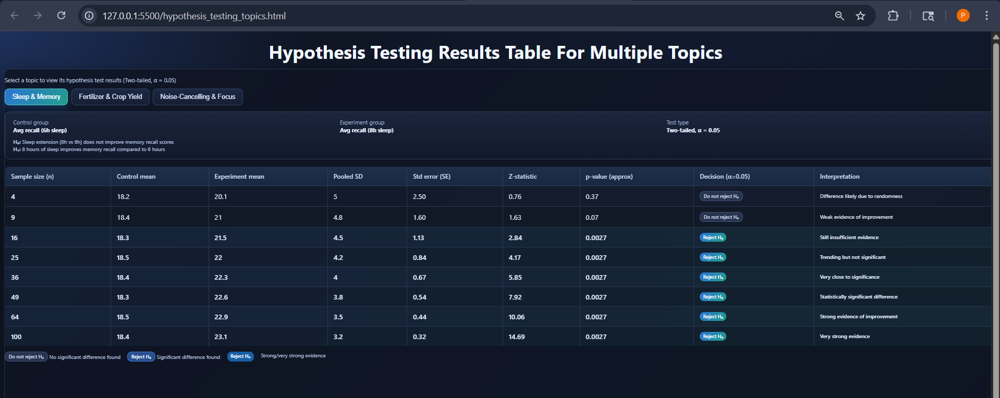 127.0.0.1:5500/hypothesis_testing_topics.html
P
Hypothesis Testing Results Table For Multiple Topics
Select a topic to view its hypothesis test results (Two-tailed, α = 0.05)
Sleep & Memory Fertilizer & Crop Yield Noise-Cancelling & Focus
Control group Experiment group Test type
Avg recall (6h sleep) Avg recall (8h sleep) Two-tailed, α = 0.05
H₀: Sleep extension (8h vs 6h) does not improve memory recall scores
H₁: 8 hours of sleep improves memory recall compared to 6 hours
Sample size (n) Control mean Experiment mean Pooled SD Std error (SE) Z-statistic p-value (approx) Decision (α=0.05) Interpretation
4 18.2 20.1 5 2.50 0.76 0.37 Do not reject H₀ Difference likely due to randomness
9 18.4 21 4.8 1.60 1.63 0.07 Do not reject H₀ Weak evidence of improvement
16 18.3 21.5 4.5 1.13 2.84 0.0027 Reject H₀ Still insufficient evidence
25 18.5 22 4.2 0.84 4.17 0.0027 Reject H₀ Trending but not significant
36 18.4 22.3 4 0.67 5.85 0.0027 Reject H₀ Very close to significance
49 18.3 22.6 3.8 0.54 7.92 0.0027 Reject H₀ Statistically significant difference
64 18.5 22.9 3.5 0.44 10.06 0.0027 Reject H₀ Strong evidence of improvement
100 18.4 23.1 3.2 0.32 14.69 0.0027 Reject H₀ Very strong evidence
Do not reject H₀ No significant difference found Reject H₀ Significant difference found Reject H₀ Strong/very strong evidence